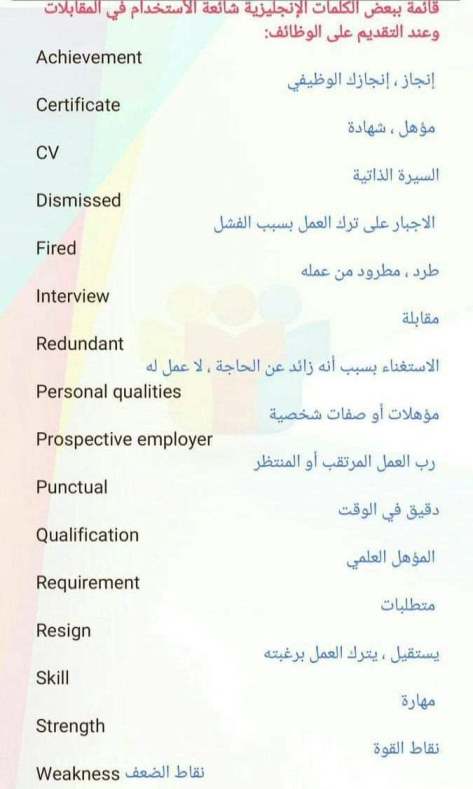 قائمة ببعض الكلمات الإنجليزية شائعة الاستخدام في المقابلات
وعند التقديم على الوظائف:
Achievement
إنجاز ، إنجازك الوظيفي
Certificate
مؤهل ، شهادة
CV
السيرة الذاتية
Dismissed
الاجبار على ترك العمل بسبب الفشل
Fired
طرد ، مطرود من عمله
Interview
مقابلة
Redundant
الاستغناء بسبب أنه زائد عن الحاجة ، لا عمل له
Personal qualities
مؤهلات أو صفات شخصية
Prospective employer
رب العمل المرتقب أو المنتظر
Punctual
دقيق في الوقت
Qualification
المؤهل العلمي
Requirement
متطلبات
Resign
يستقيل ، يترك العمل برغبته
Skill
مهارة
Strength
نقاط القوة
Weakness نقاط الضعف